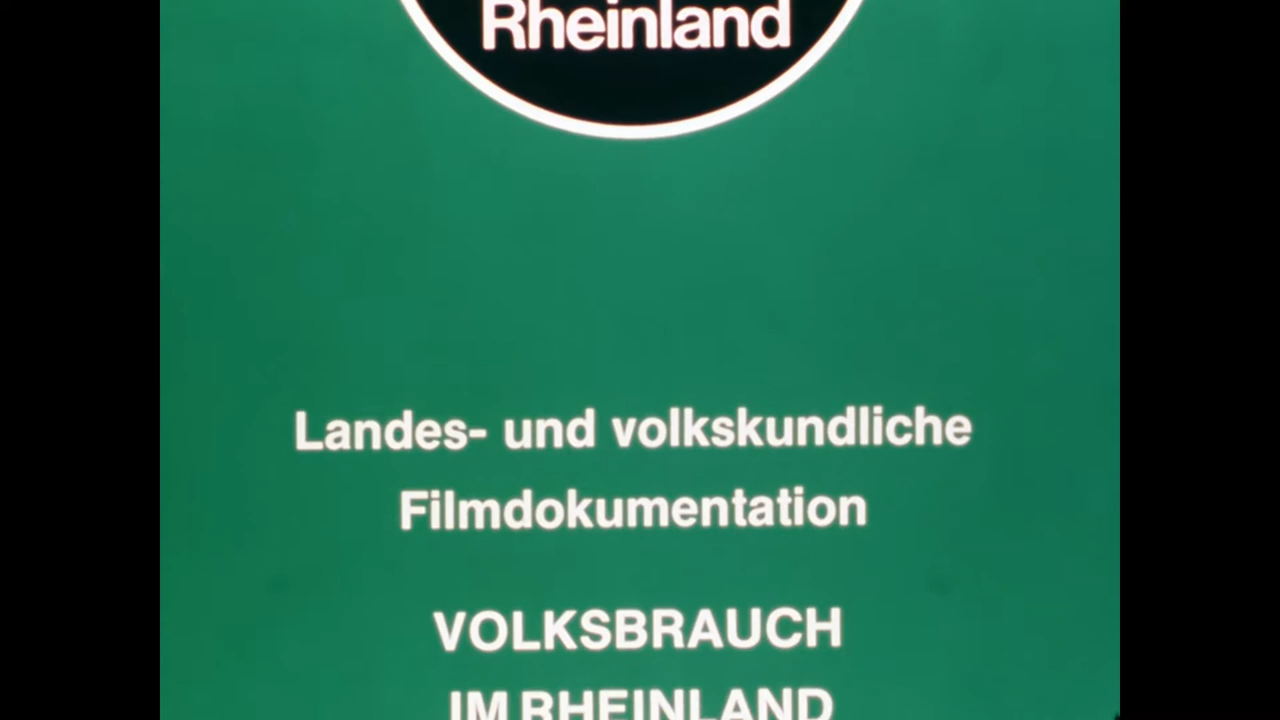 Rheinland
Landes- und volkskundliche
Filmdokumentation
VOLKSBRAUCH
IM RHEINLAND